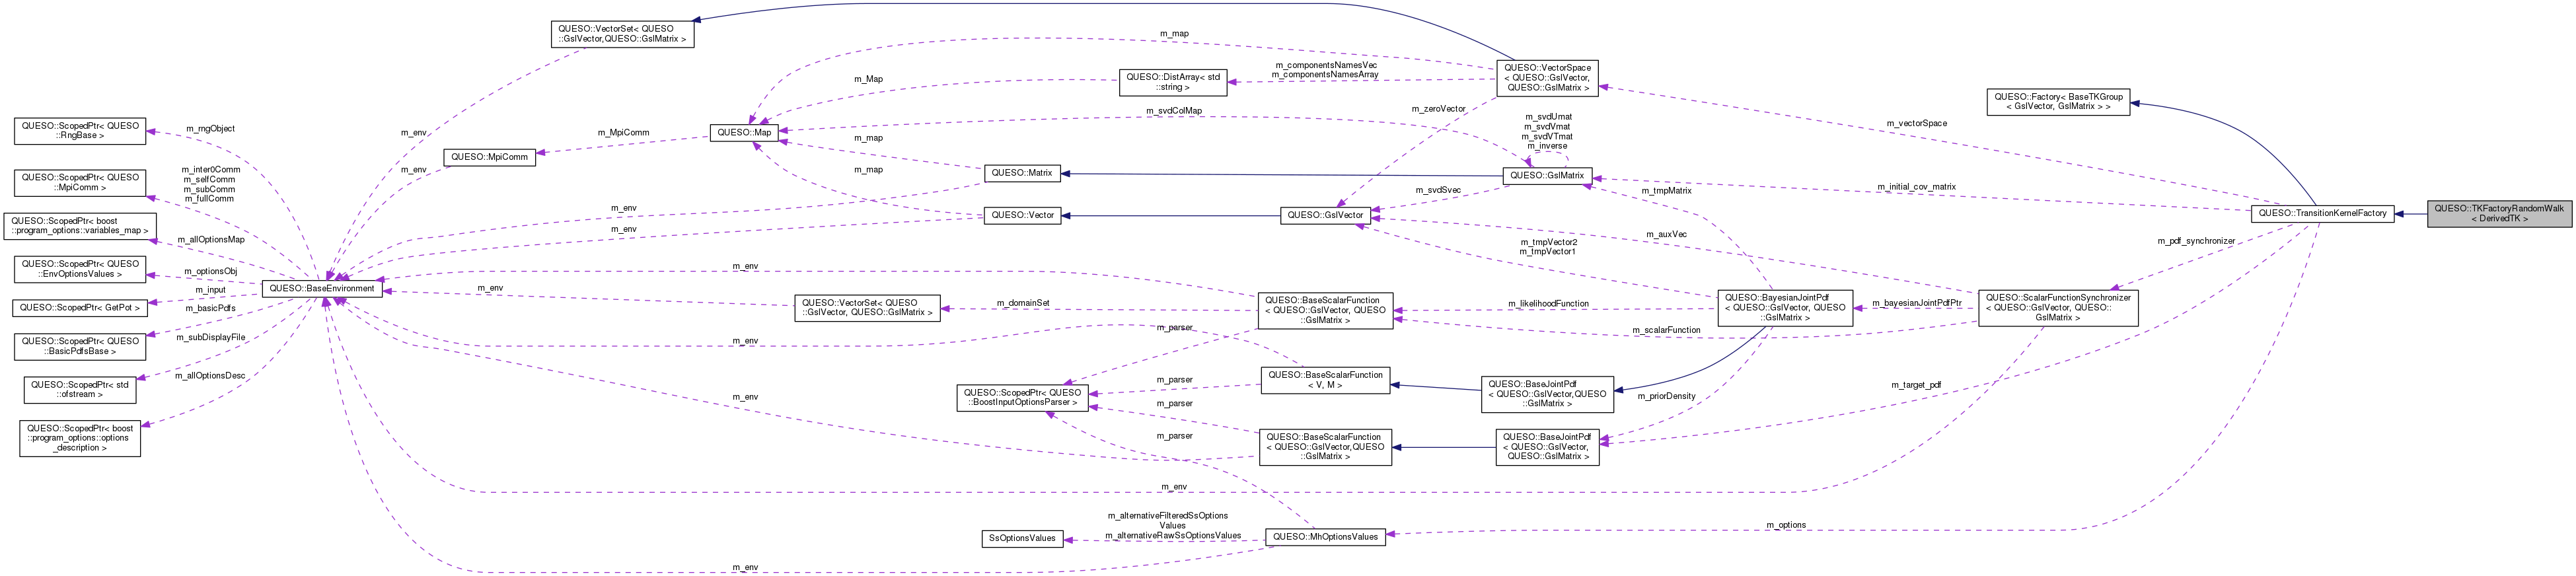 QUESO::ScopedPtr< QUESO
::RngBase >
QUESO::ScopedPtr< QUESO
::MpiComm >
QUESO::ScopedPtr< boost
::program_options::variables_map >
QUESO::ScopedPtr< QUESO
::EnvOptionsValues >
QUESO::ScopedPtr< GetPot >
QUESO::ScopedPtr< QUESO
::BasicPdfsBase >
QUESO::ScopedPtr< std
::ofstream >
QUESO::ScopedPtr< boost
::program_options::options
_description >
m_rngObject
m_inter0Comm
m_selfComm
m_subComm
m_fullComm
m_allOptionsMap
m_optionsObj
m_input
m_basicPdfs
m_subDisplayFile
m_allOptionsDesc
QUESO::BaseEnvironment
m_env
m_env
QUESO::MpiComm
QUESO::VectorSet< QUESO
::GslVector,QUESO::GslMatrix >
m_MpiComm
m_env
m_env
m_env
QUESO::Map
m_map
m_Map
m_svdColMap
m_map
m_map
QUESO::DistArray< std
::string >
QUESO::Matrix
QUESO::Vector
m_componentsNamesVec
m_componentsNamesArray
m_zeroVector
m_svdSvec
QUESO::GslVector
QUESO::VectorSpace
< QUESO::GslVector,
QUESO::GslMatrix >
m_svdUmat
m_svdVmat
m_svdVTmat
m_inverse
QUESO::GslMatrix
m_tmpMatrix
m_tmpVector2
m_tmpVector1
m_auxVec
m_env
QUESO::VectorSet< QUESO
::GslVector, QUESO::GslMatrix >
m_domainSet
QUESO::BaseScalarFunction
< QUESO::GslVector, QUESO
::GslMatrix >
m_likelihoodFunction
m_scalarFunction
QUESO::BayesianJointPdf
< QUESO::GslVector, QUESO
::GslMatrix >
m_bayesianJointPdfPtr
QUESO::ScalarFunctionSynchronizer
< QUESO::GslVector, QUESO::
GslMatrix >
m_parser
m_env
m_env
m_parser
m_parser
m_parser
QUESO::ScopedPtr< QUESO
::BoostInputOptionsParser >
QUESO::BaseScalarFunction
< V, M >
QUESO::BaseJointPdf
< QUESO::GslVector,QUESO
::GslMatrix >
m_priorDensity
QUESO::BaseScalarFunction
< QUESO::GslVector,QUESO
::GslMatrix >
QUESO::BaseJointPdf
< QUESO::GslVector,
QUESO::GslMatrix >
m_target_pdf
m_env
SsOptionsValues
m_alternativeFilteredSsOptions
Values
m_alternativeRawSsOptionsValues
QUESO::MhOptionsValues
m_options
m_env
QUESO::Factory< BaseTKGroup
< GslVector, GslMatrix > >
m_vectorSpace
m_initial_cov_matrix
m_pdf_synchronizer
QUESO::TransitionKernelFactory
QUESO::TKFactoryRandomWalk
< DerivedTK >